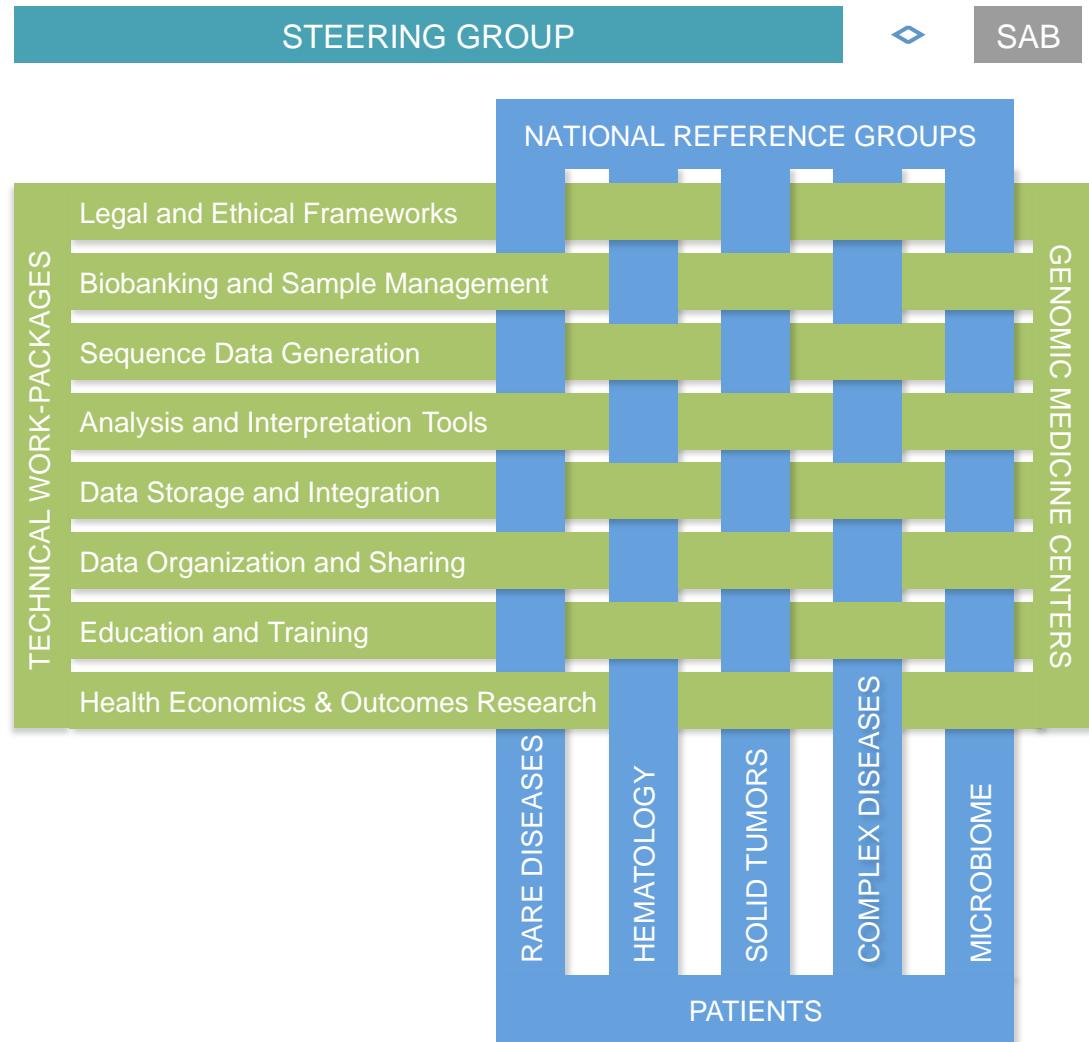 STEERING GROUP
SAB
NATIONAL REFERENCE GROUPS
TECHNICAL WORK-PACKAGES
Legal and Ethical Frameworks
Biobanking and Sample Management
Sequence Data Generation
Analysis and Interpretation Tools
Data Storage and Integration
Data Organization and Sharing
Education and Training
Health Economics & Outcomes Research
GENOMIC MEDICINE CENTERS
RARE DISEASES
HEMATOLOGY
SOLID TUMORS
COMPLEX DISEASES
MICROBIOME
PATIENTS